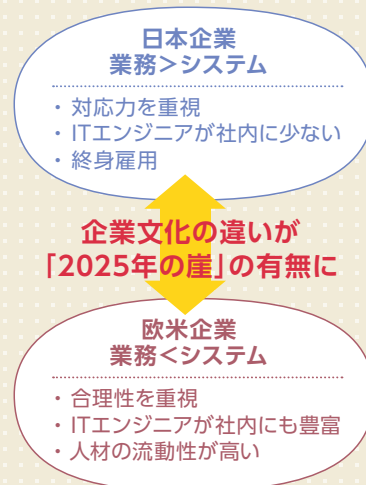 日本企業
業務＞システム
・対応力を重視
・ITエンジニアが社内に少ない
・終身雇用
企業文化の違いが
「2025年の崖」の有無に
欧米企業
業務＜システム
・合理性を重視
・ITエンジニアが社内にも豊富
・人材の流動性が高い